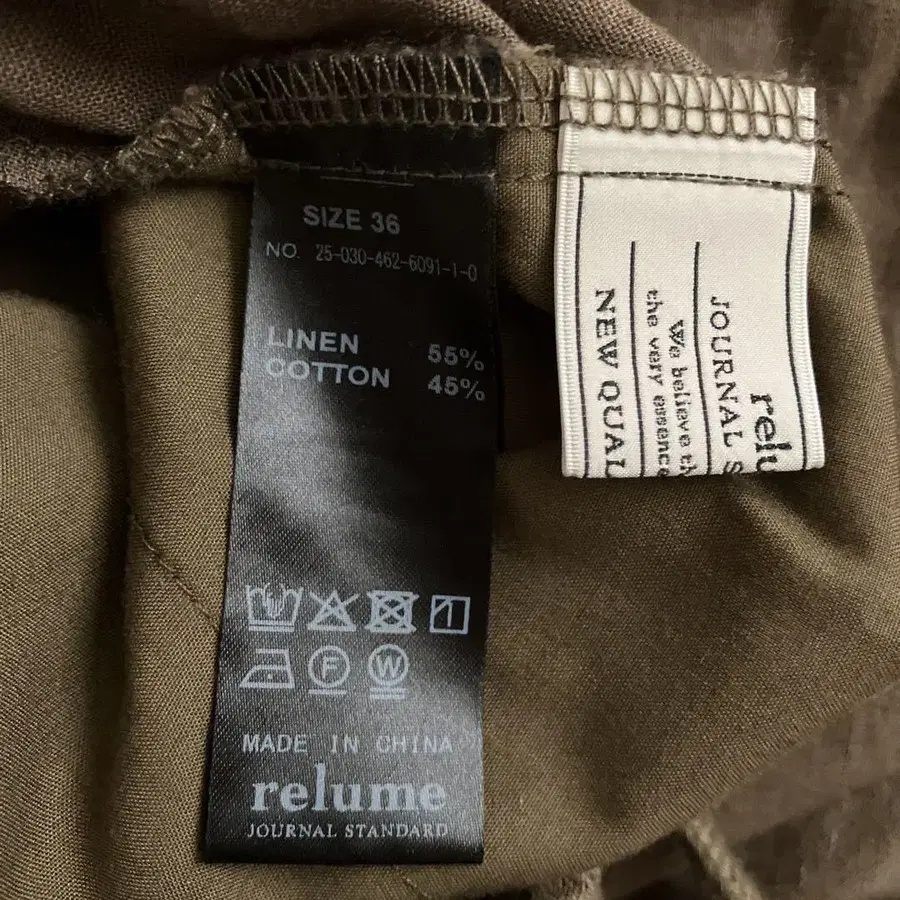 SIZE 36
NO. 25-030-462-6091-1-0
LINEN 55%
COTTON 45%
F W
MADE IN CHINA
relume
JOURNAL STANDARD
relu
JOURNAL S
We believe th
the very essence
NEW QUAL